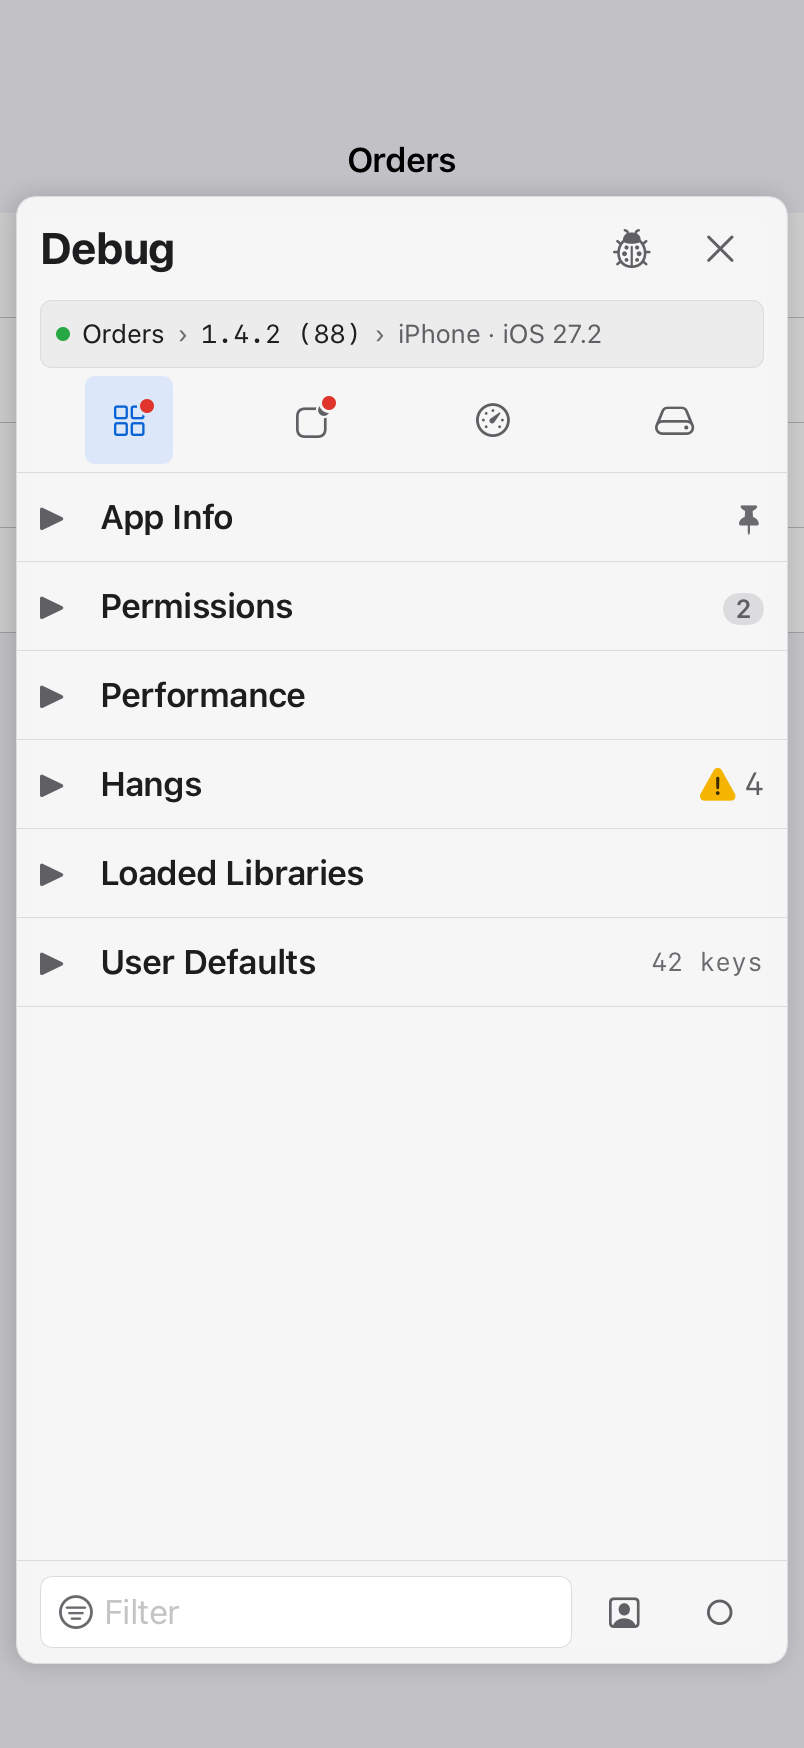 Orders
Debug
Orders › 1.4.2 (88) › iPhone · iOS 27.2
App Info
Permissions 2
Performance
Hangs 4
Loaded Libraries
User Defaults 42 keys
Filter